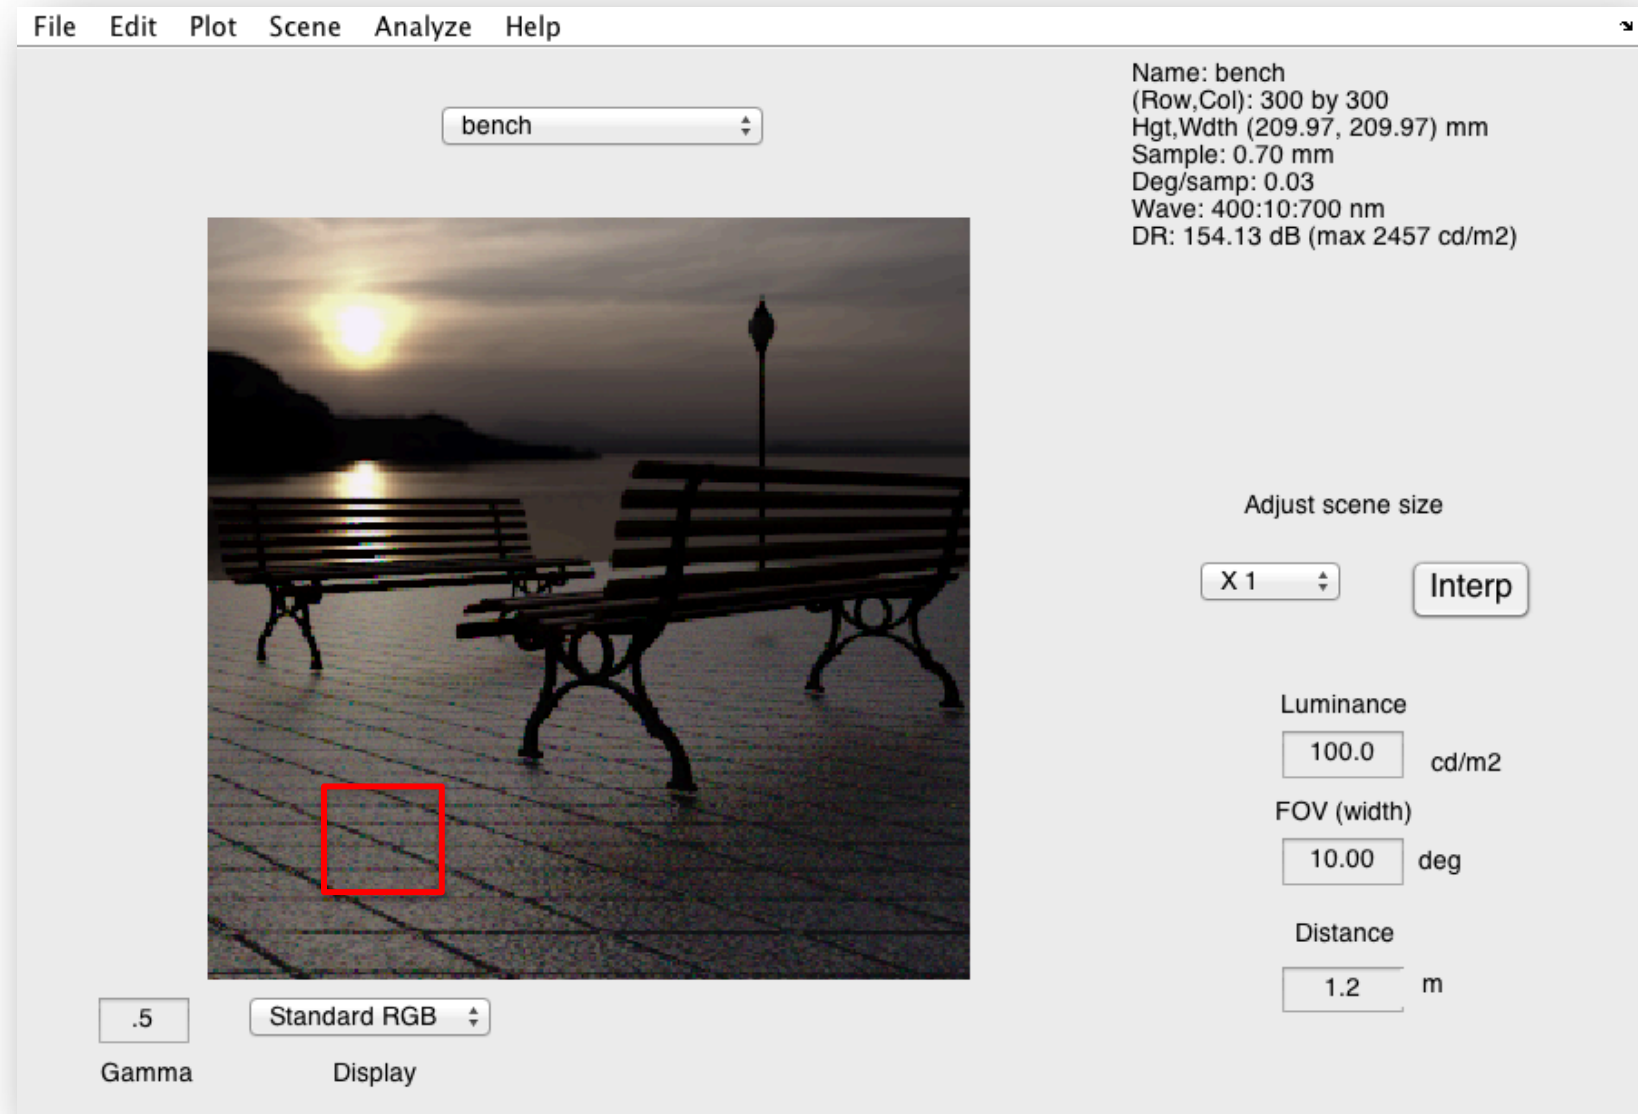 File Edit Plot Scene Analyze Help
bench
Name: bench
(Row,Col): 300 by 300
Hgt,Wdth (209.97, 209.97) mm
Sample: 0.70 mm
Deg/samp: 0.03
Wave: 400:10:700 nm
DR: 154.13 dB (max 2457 cd/m2)
Adjust scene size
X 1 Interp
Luminance
100.0 cd/m2
FOV (width)
10.00 deg
Distance
1.2 m
.5 Standard RGB
Gamma Display